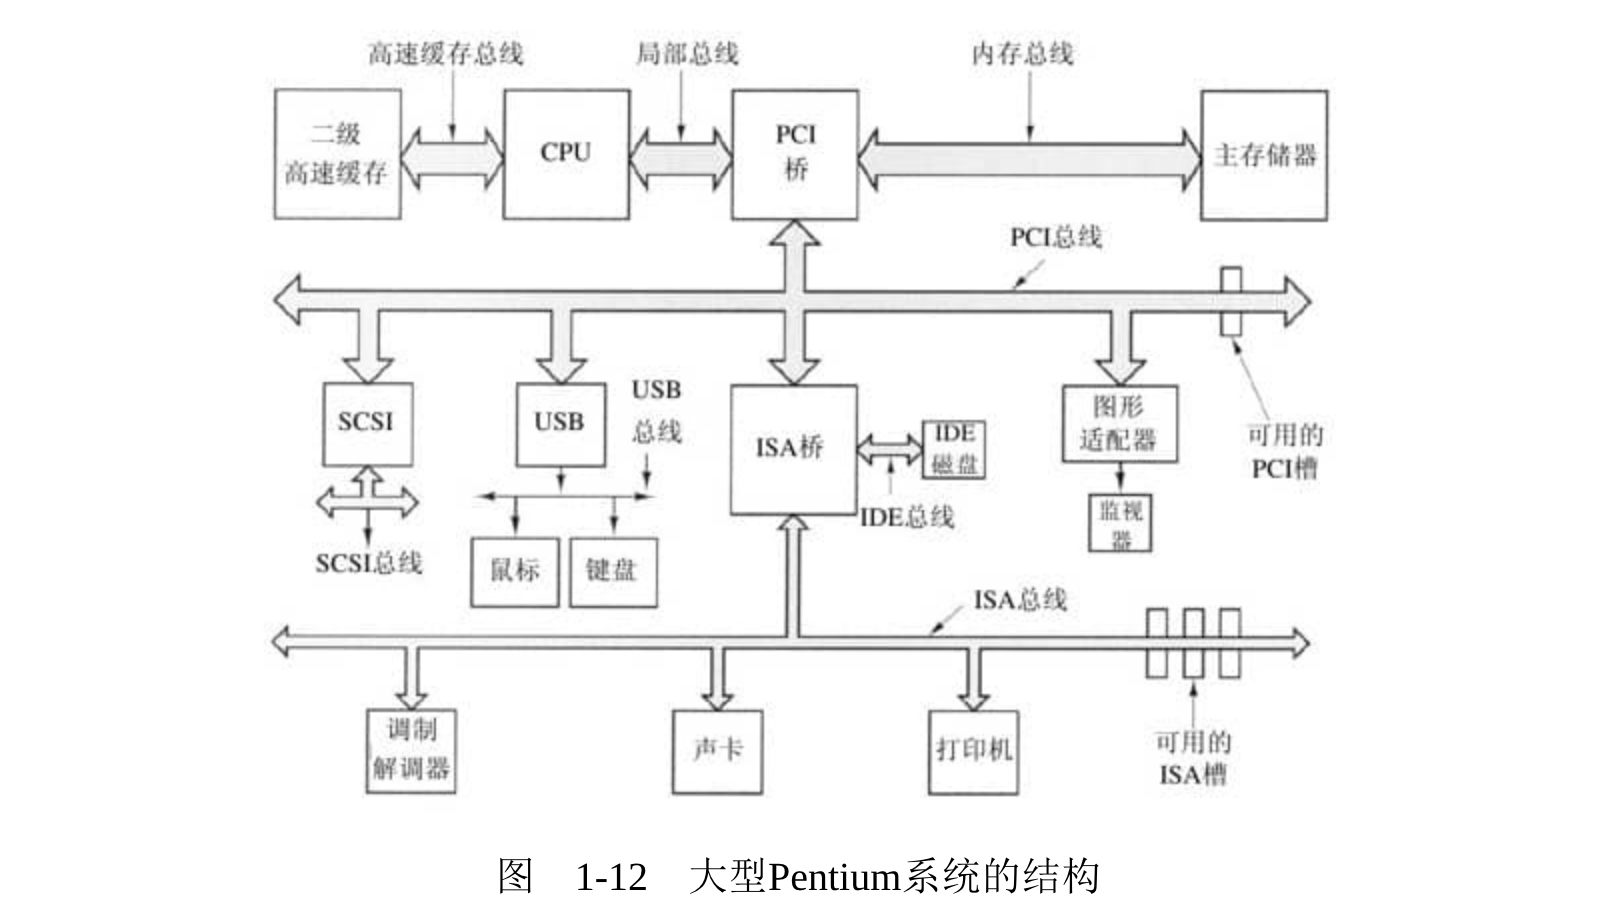 高速缓存总线
局部总线
内存总线
二级
高速缓存
CPU
PCI
桥
主存储器
PCI总线
SCSI
USB
USB
总线
ISA桥
IDE
磁盘
图形
适配器
可用的
PCI槽
IDE总线
监视
器
SCSI总线
鼠标
键盘
ISA总线
调制
解调器
声卡
打印机
可用的
ISA槽
图 1-12 大型Pentium系统的结构